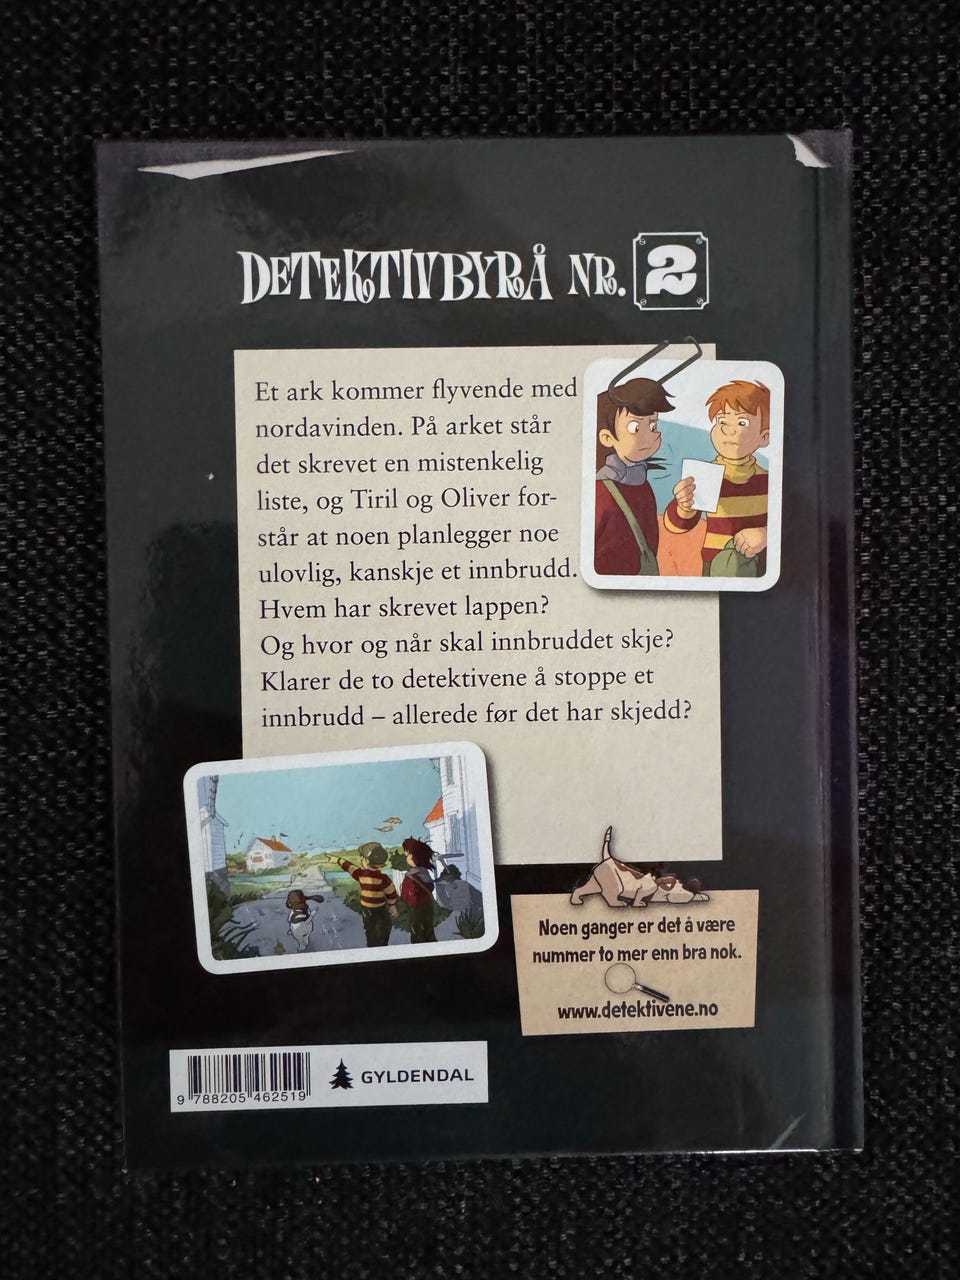 DETEKTIVBYRÅ NR. 2
Et ark kommer flyvende med
nordavinden. På arket står
det skrevet en mistenkelig
liste, og Tiril og Oliver for-
står at noen planlegger noe
ulovlig, kanskje et innbrudd.
Hvem har skrevet lappen?
Og hvor og når skal innbruddet skje?
Klarer de to detektivene å stoppe et
innbrudd – allerede før det har skjedd?
Noen ganger er det å være
nummer to mer enn bra nok.
www.detektivene.no
9 788205 462519
GYLDENDAL